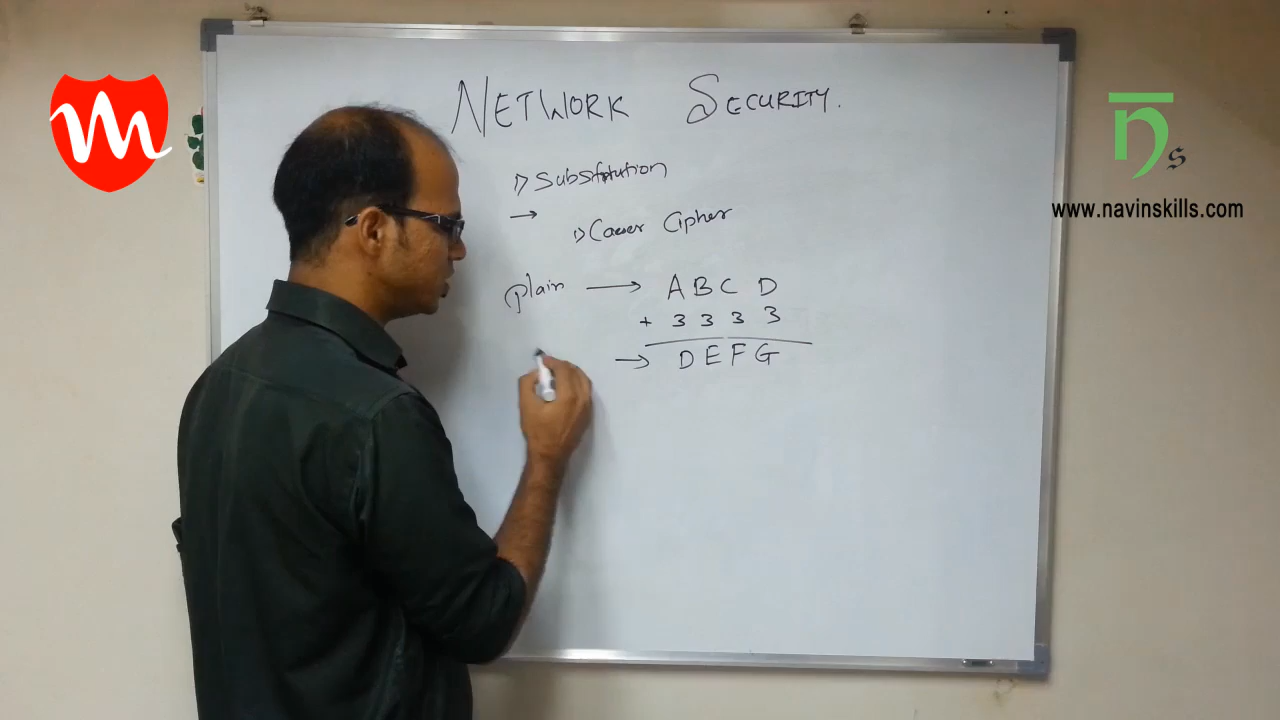 NETWORK SECURITY.
1) Substitution
→
1) Caeser Cipher
plain → A B C D
+ 3 3 3 3
→ D E F G
n s
www.navinskills.com